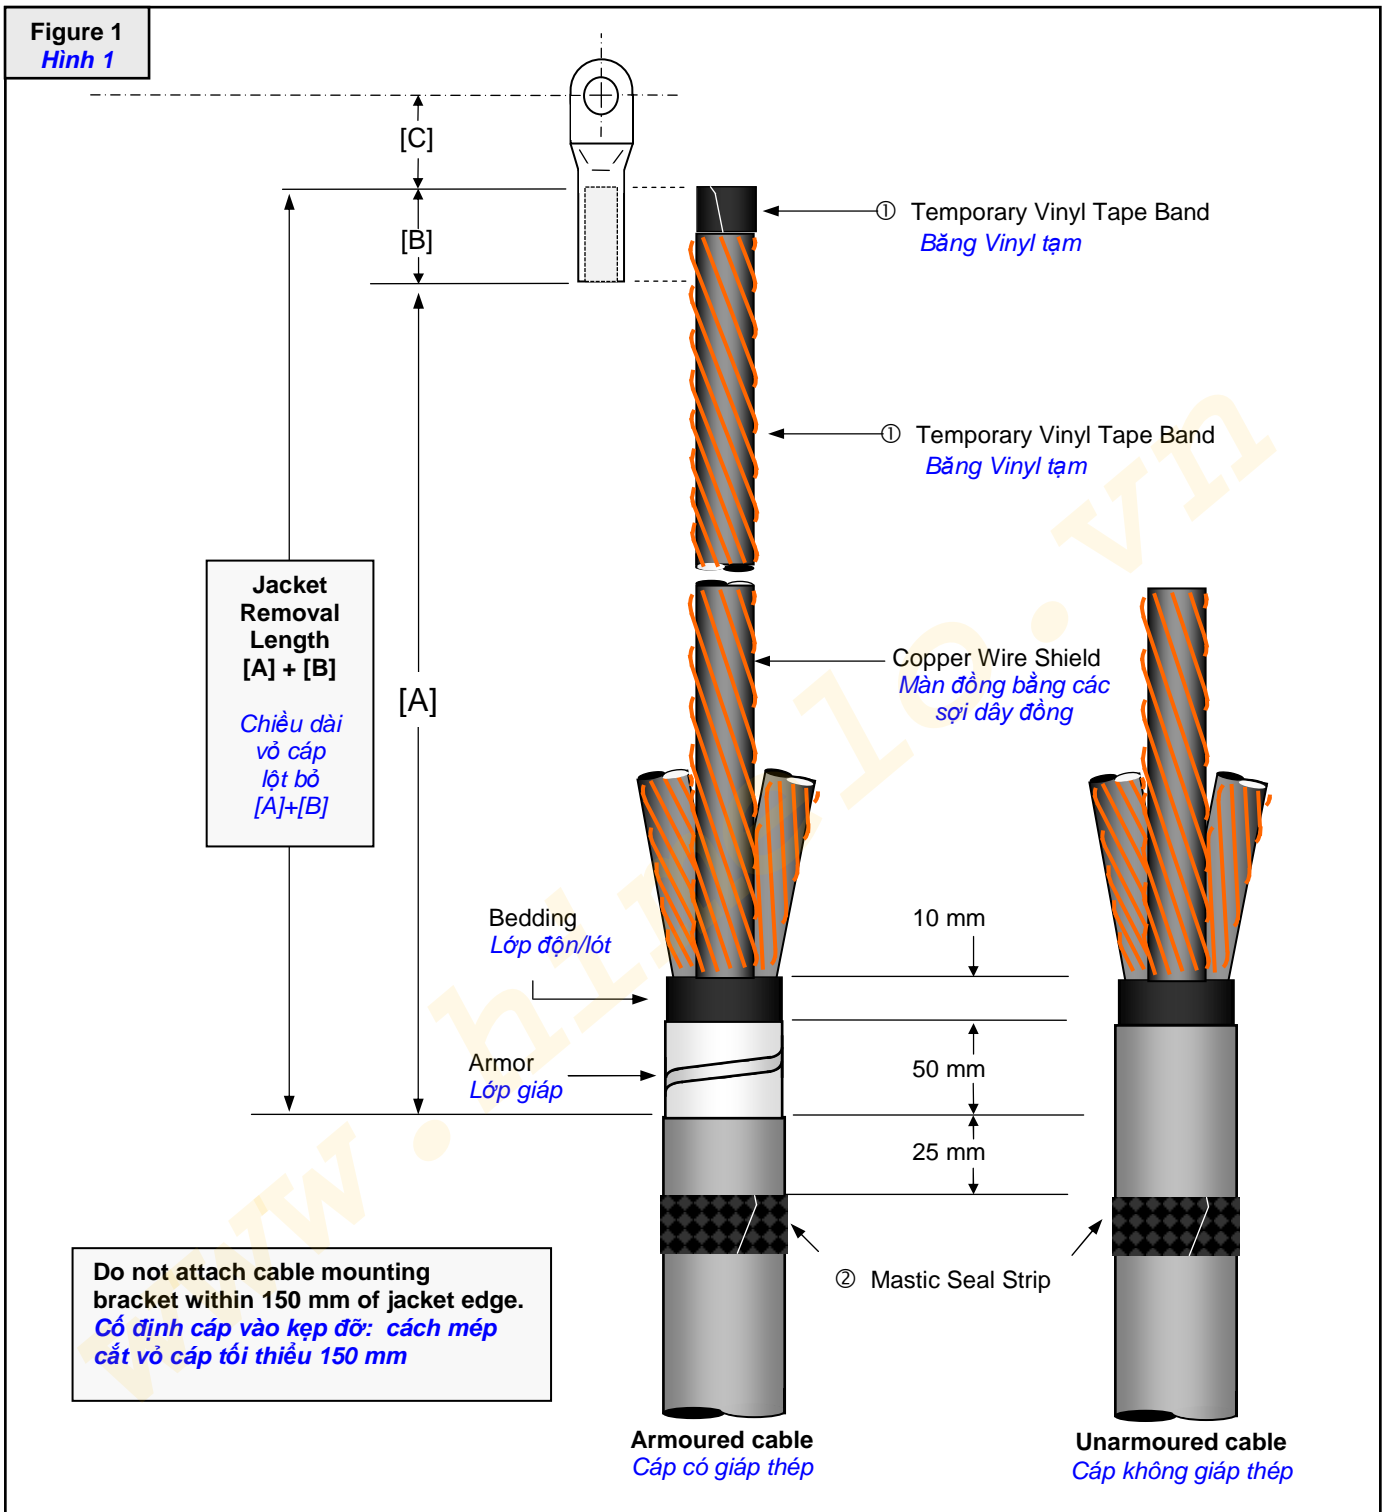 Figure 1
Hình 1
[C]
[B]
① Temporary Vinyl Tape Band
Băng Vinyl tạm
① Temporary Vinyl Tape Band
Băng Vinyl tạm
Jacket
Removal
Length
[A] + [B]
Chiều dài
vỏ cáp
lột bỏ
[A]+[B]
[A]
Copper Wire Shield
Màn đồng bằng các
sợi dây đồng
Bedding
Lớp độn/lót
10 mm
Armor
Lớp giáp
50 mm
25 mm
② Mastic Seal Strip
Do not attach cable mounting
bracket within 150 mm of jacket edge.
Cố định cáp vào kẹp đỡ: cách mép
cắt vỏ cáp tối thiểu 150 mm
Armoured cable
Cáp có giáp thép
Unarmoured cable
Cáp không giáp thép